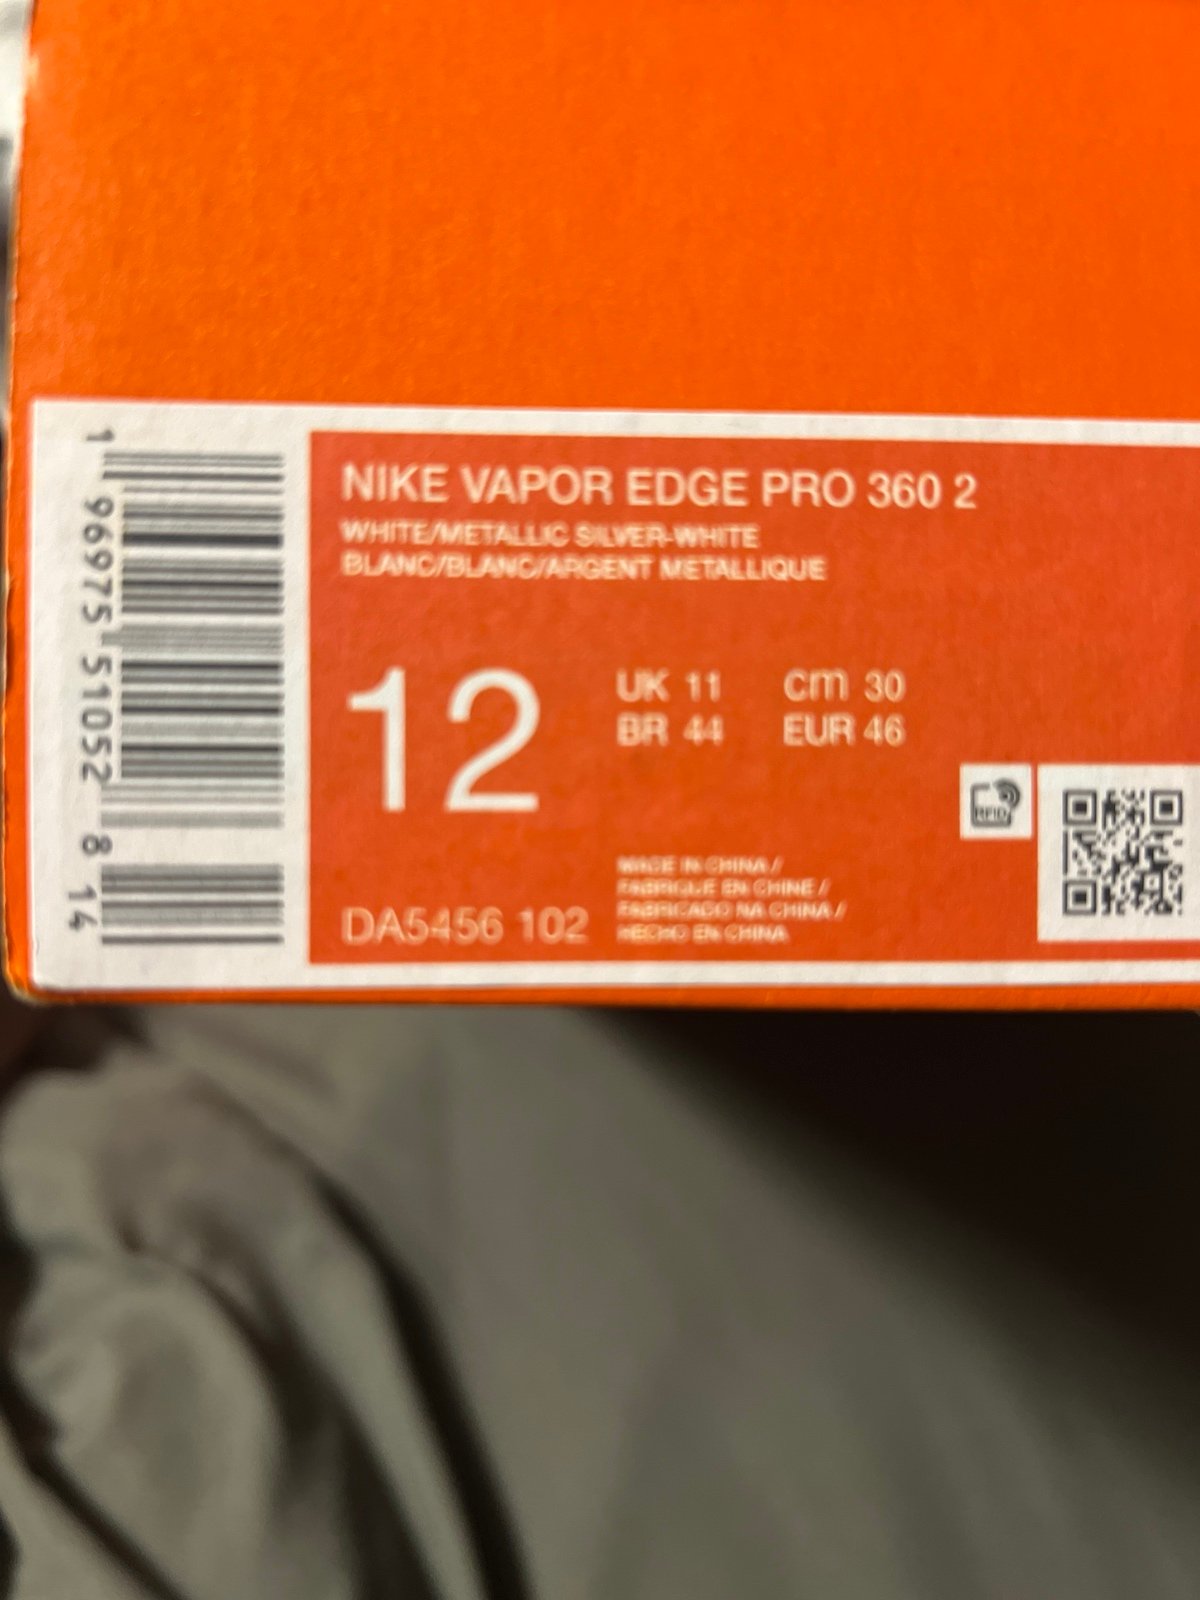 1 96975 51052 8 14
NIKE VAPOR EDGE PRO 360 2
WHITE/METALLIC SILVER-WHITE
BLANC/BLANC/ARGENT METALLIQUE
12
UK 11 cm 30
BR 44 EUR 46
RFID
MADE IN CHINA /
FABRIQUE EN CHINE /
FABRICADO NA CHINA /
HECHO EN CHINA
DA5456 102